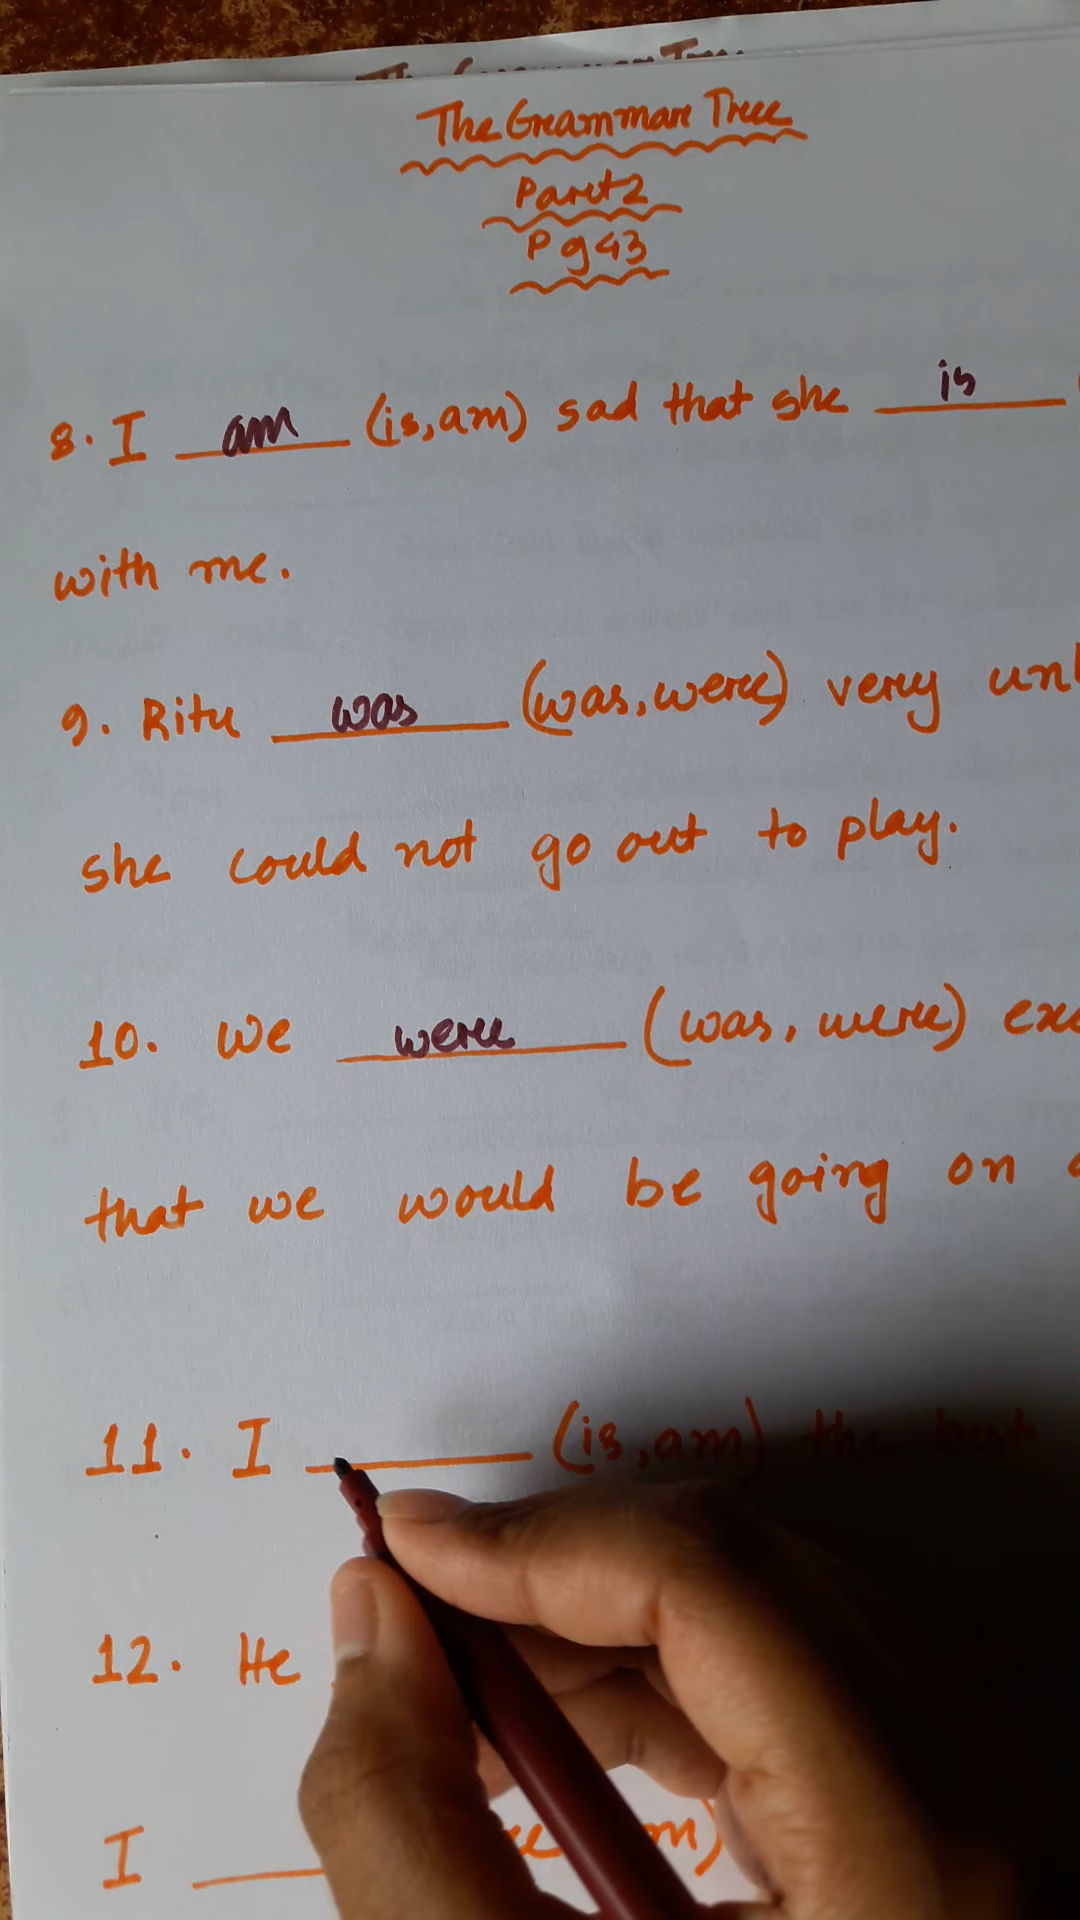 The Grammar Tree
Part 2
Pg 43
8. I am (is, am) sad that she is
with me.
9. Ritu was (was, were) very
she could not go out to play.
10. We were (was, were)
that we would be going on
11. I (is, am) the best
12. He
I